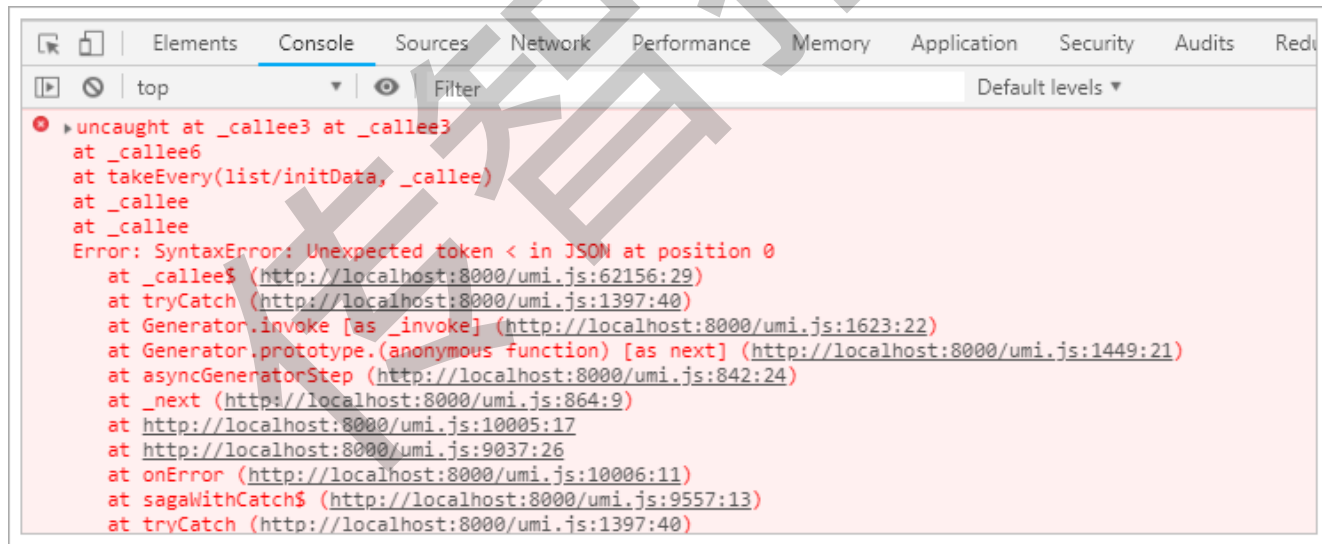 Elements Console Sources Network Performance Memory Application Security Audits
top ▼ Filter Default levels ▼
▶uncaught at _callee3 at _callee3
at _callee6
at takeEvery(list/initData, _callee)
at _callee
at _callee
Error: SyntaxError: Unexpected token < in JSON at position 0
at _callee$ (http://localhost:8000/umi.js:62156:29)
at tryCatch (http://localhost:8000/umi.js:1397:40)
at Generator.invoke [as _invoke] (http://localhost:8000/umi.js:1623:22)
at Generator.prototype.(anonymous function) [as next] (http://localhost:8000/umi.js:1449:21)
at asyncGeneratorStep (http://localhost:8000/umi.js:842:24)
at _next (http://localhost:8000/umi.js:864:9)
at http://localhost:8000/umi.js:10005:17
at http://localhost:8000/umi.js:9037:26
at onError (http://localhost:8000/umi.js:10006:11)
at sagaWithCatch$ (http://localhost:8000/umi.js:9557:13)
at tryCatch (http://localhost:8000/umi.js:1397:40)
传智